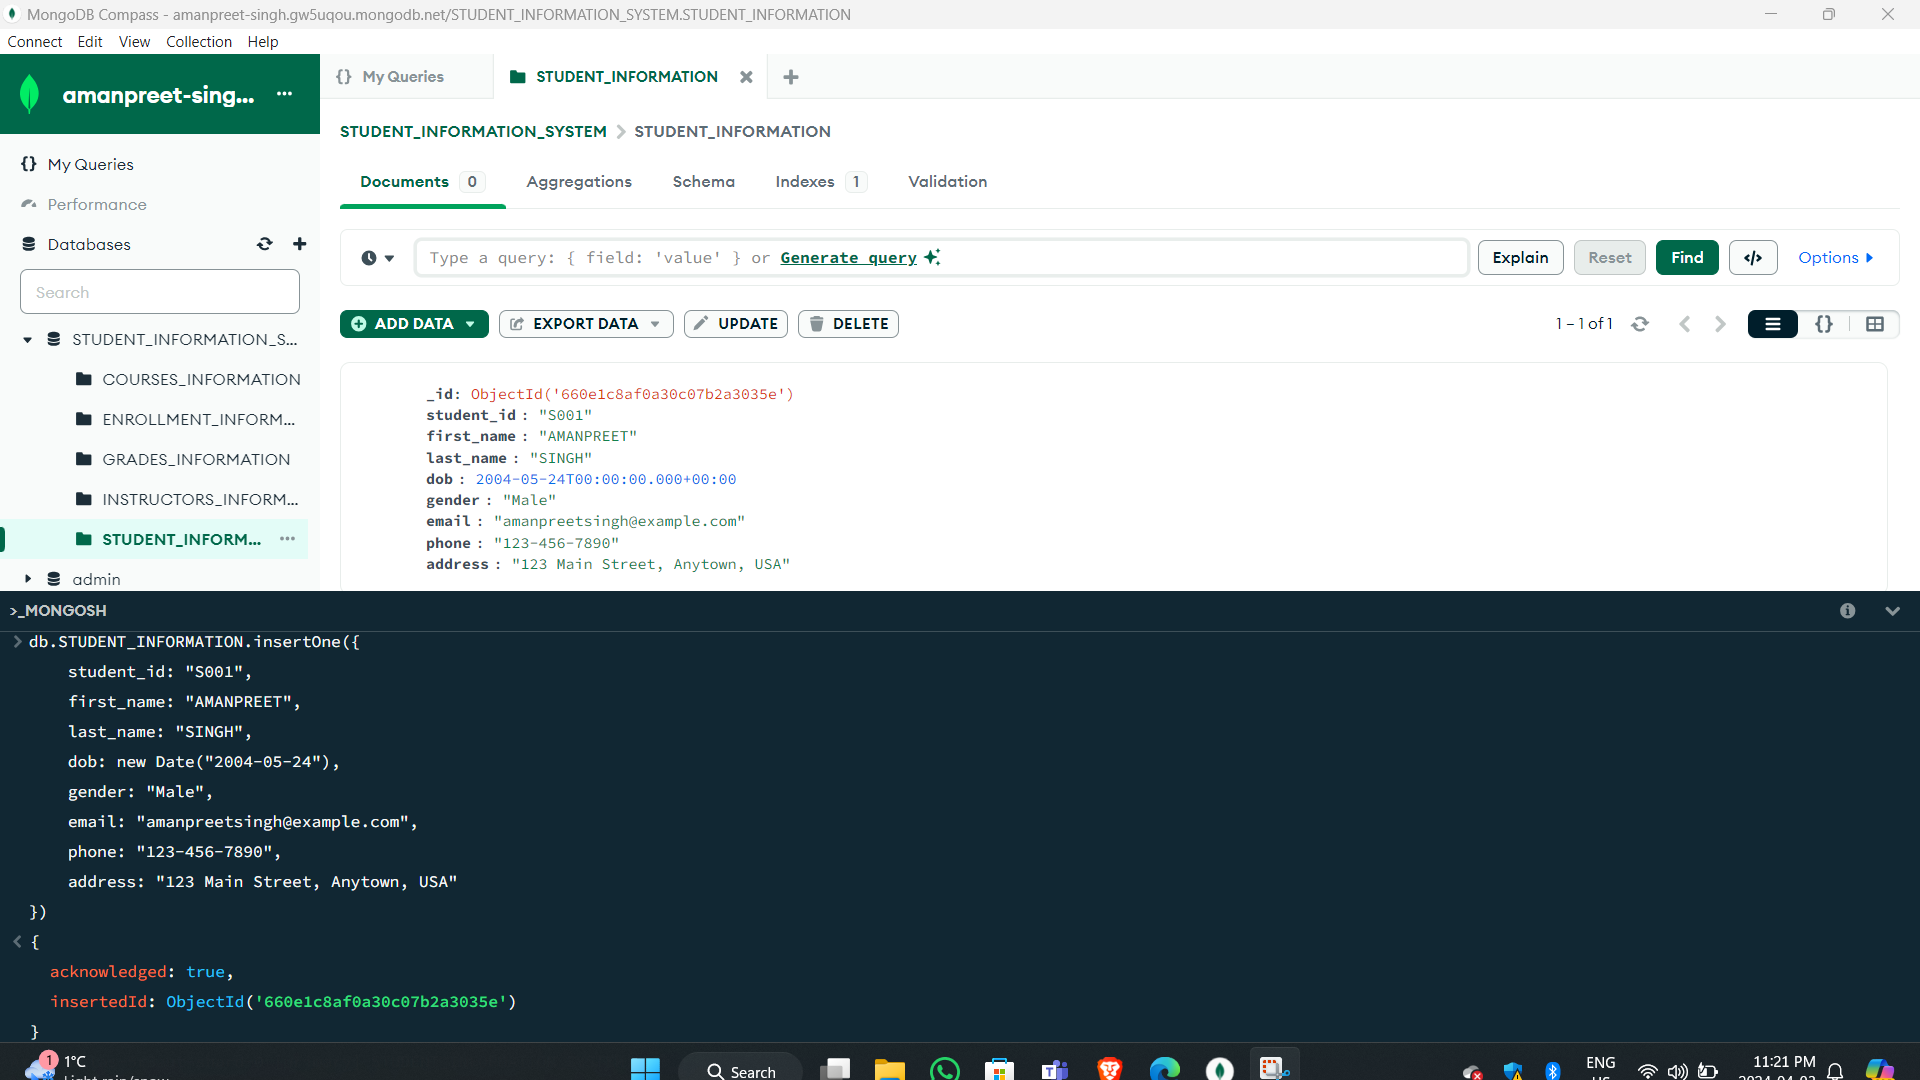 MongoDB Compass - amanpreet-singh.gw5uqou.mongodb.net/STUDENT_INFORMATION_SYSTEM.STUDENT_INFORMATION
Connect Edit View Collection Help
amanpreet-sing... ...
{} My Queries
STUDENT_INFORMATION
STUDENT_INFORMATION_SYSTEM > STUDENT_INFORMATION
{} My Queries
Performance
Databases
Search
STUDENT_INFORMATION_S...
COURSES_INFORMATION
ENROLLMENT_INFORM...
GRADES_INFORMATION
INSTRUCTORS_INFORM...
STUDENT_INFORM... ...
admin
Documents 0 Aggregations Schema Indexes 1 Validation
Type a query: { field: 'value' } or Generate query
Explain Reset Find </> Options
ADD DATA EXPORT DATA UPDATE DELETE 1 – 1 of 1 {}
_id: ObjectId('660e1c8af0a30c07b2a3035e')
student_id : "S001"
first_name : "AMANPREET"
last_name : "SINGH"
dob : 2004-05-24T00:00:00.000+00:00
gender : "Male"
email : "amanpreetsingh@example.com"
phone : "123-456-7890"
address : "123 Main Street, Anytown, USA"
>_MONGOSH
> db.STUDENT_INFORMATION.insertOne({
student_id: "S001",
first_name: "AMANPREET",
last_name: "SINGH",
dob: new Date("2004-05-24"),
gender: "Male",
email: "amanpreetsingh@example.com",
phone: "123-456-7890",
address: "123 Main Street, Anytown, USA"
})
< {
acknowledged: true,
insertedId: ObjectId('660e1c8af0a30c07b2a3035e')
}
1 1°C
Light rain/snow
Search
ENG
US
11:21 PM
2024-04-03